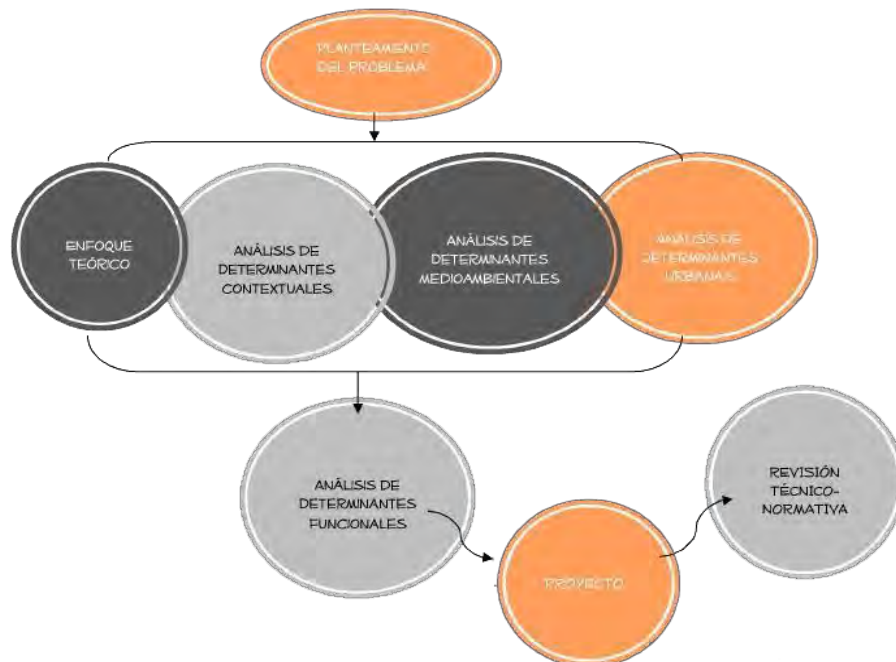 PLANTEAMIENTO
DEL PROBLEMA
ENFOQUE
TEÓRICO
ANÁLISIS DE
DETERMINANTES
CONTEXTUALES
ANÁLISIS DE
DETERMINANTES
MEDIOAMBIENTALES
ANÁLISIS DE
DETERMINANTES
URBANAS
ANÁLISIS DE
DETERMINANTES
FUNCIONALES
PROYECTO
REVISIÓN
TÉCNICO-
NORMATIVA